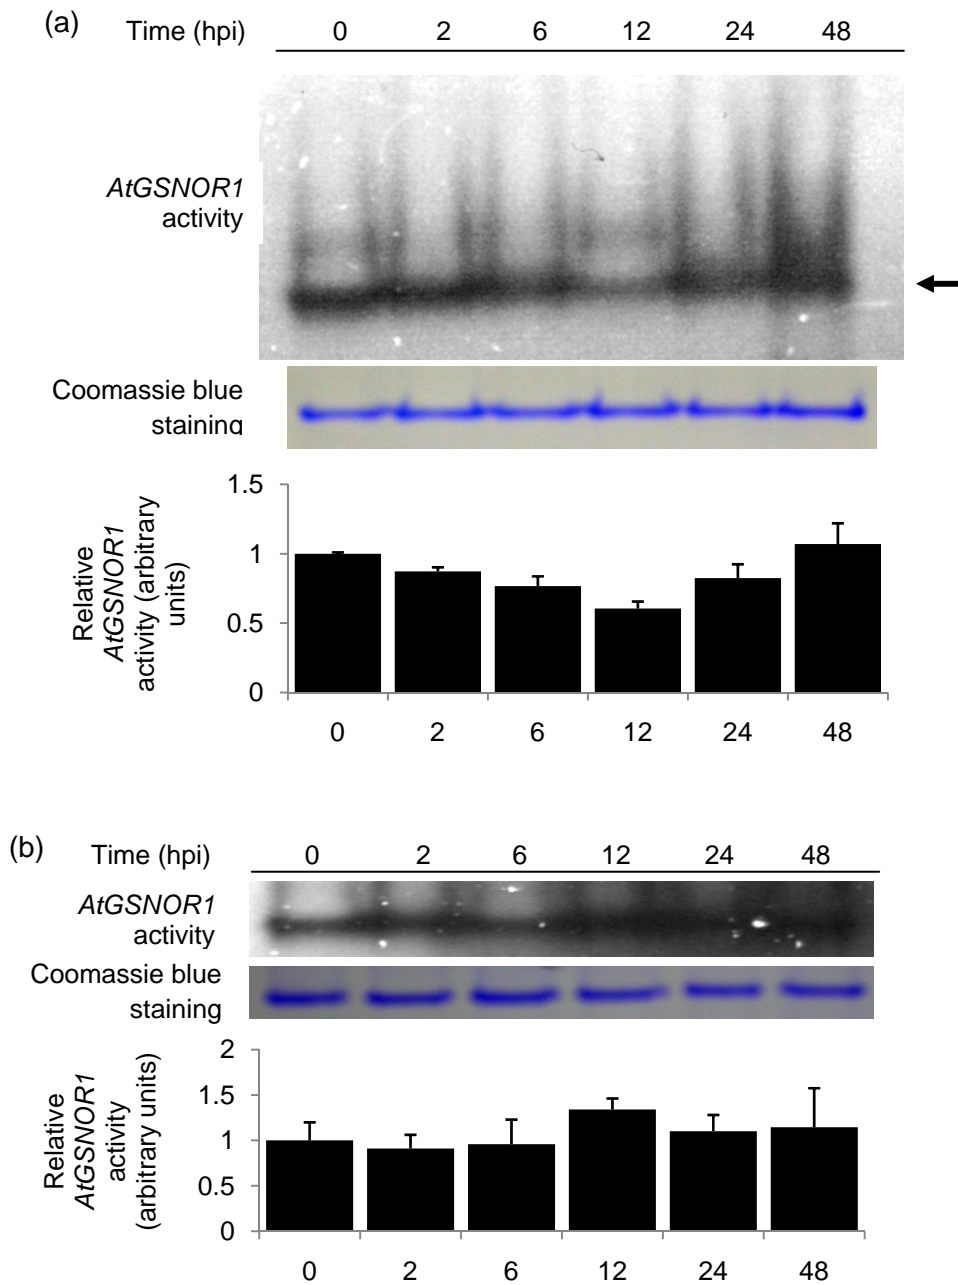 (a)
Time (hpi) 0 2 6 12 24 48
AtGSNOR1
activity
Coomassie blue
staining
1.5
1
0.5
0
Relative
AtGSNOR1
activity (arbitrary
units)
0 2 6 12 24 48
(b)
Time (hpi) 0 2 6 12 24 48
AtGSNOR1
activity
Coomassie blue
staining
2
1.5
1
0.5
0
Relative
AtGSNOR1
activity
(arbitrary units)
0 2 6 12 24 48